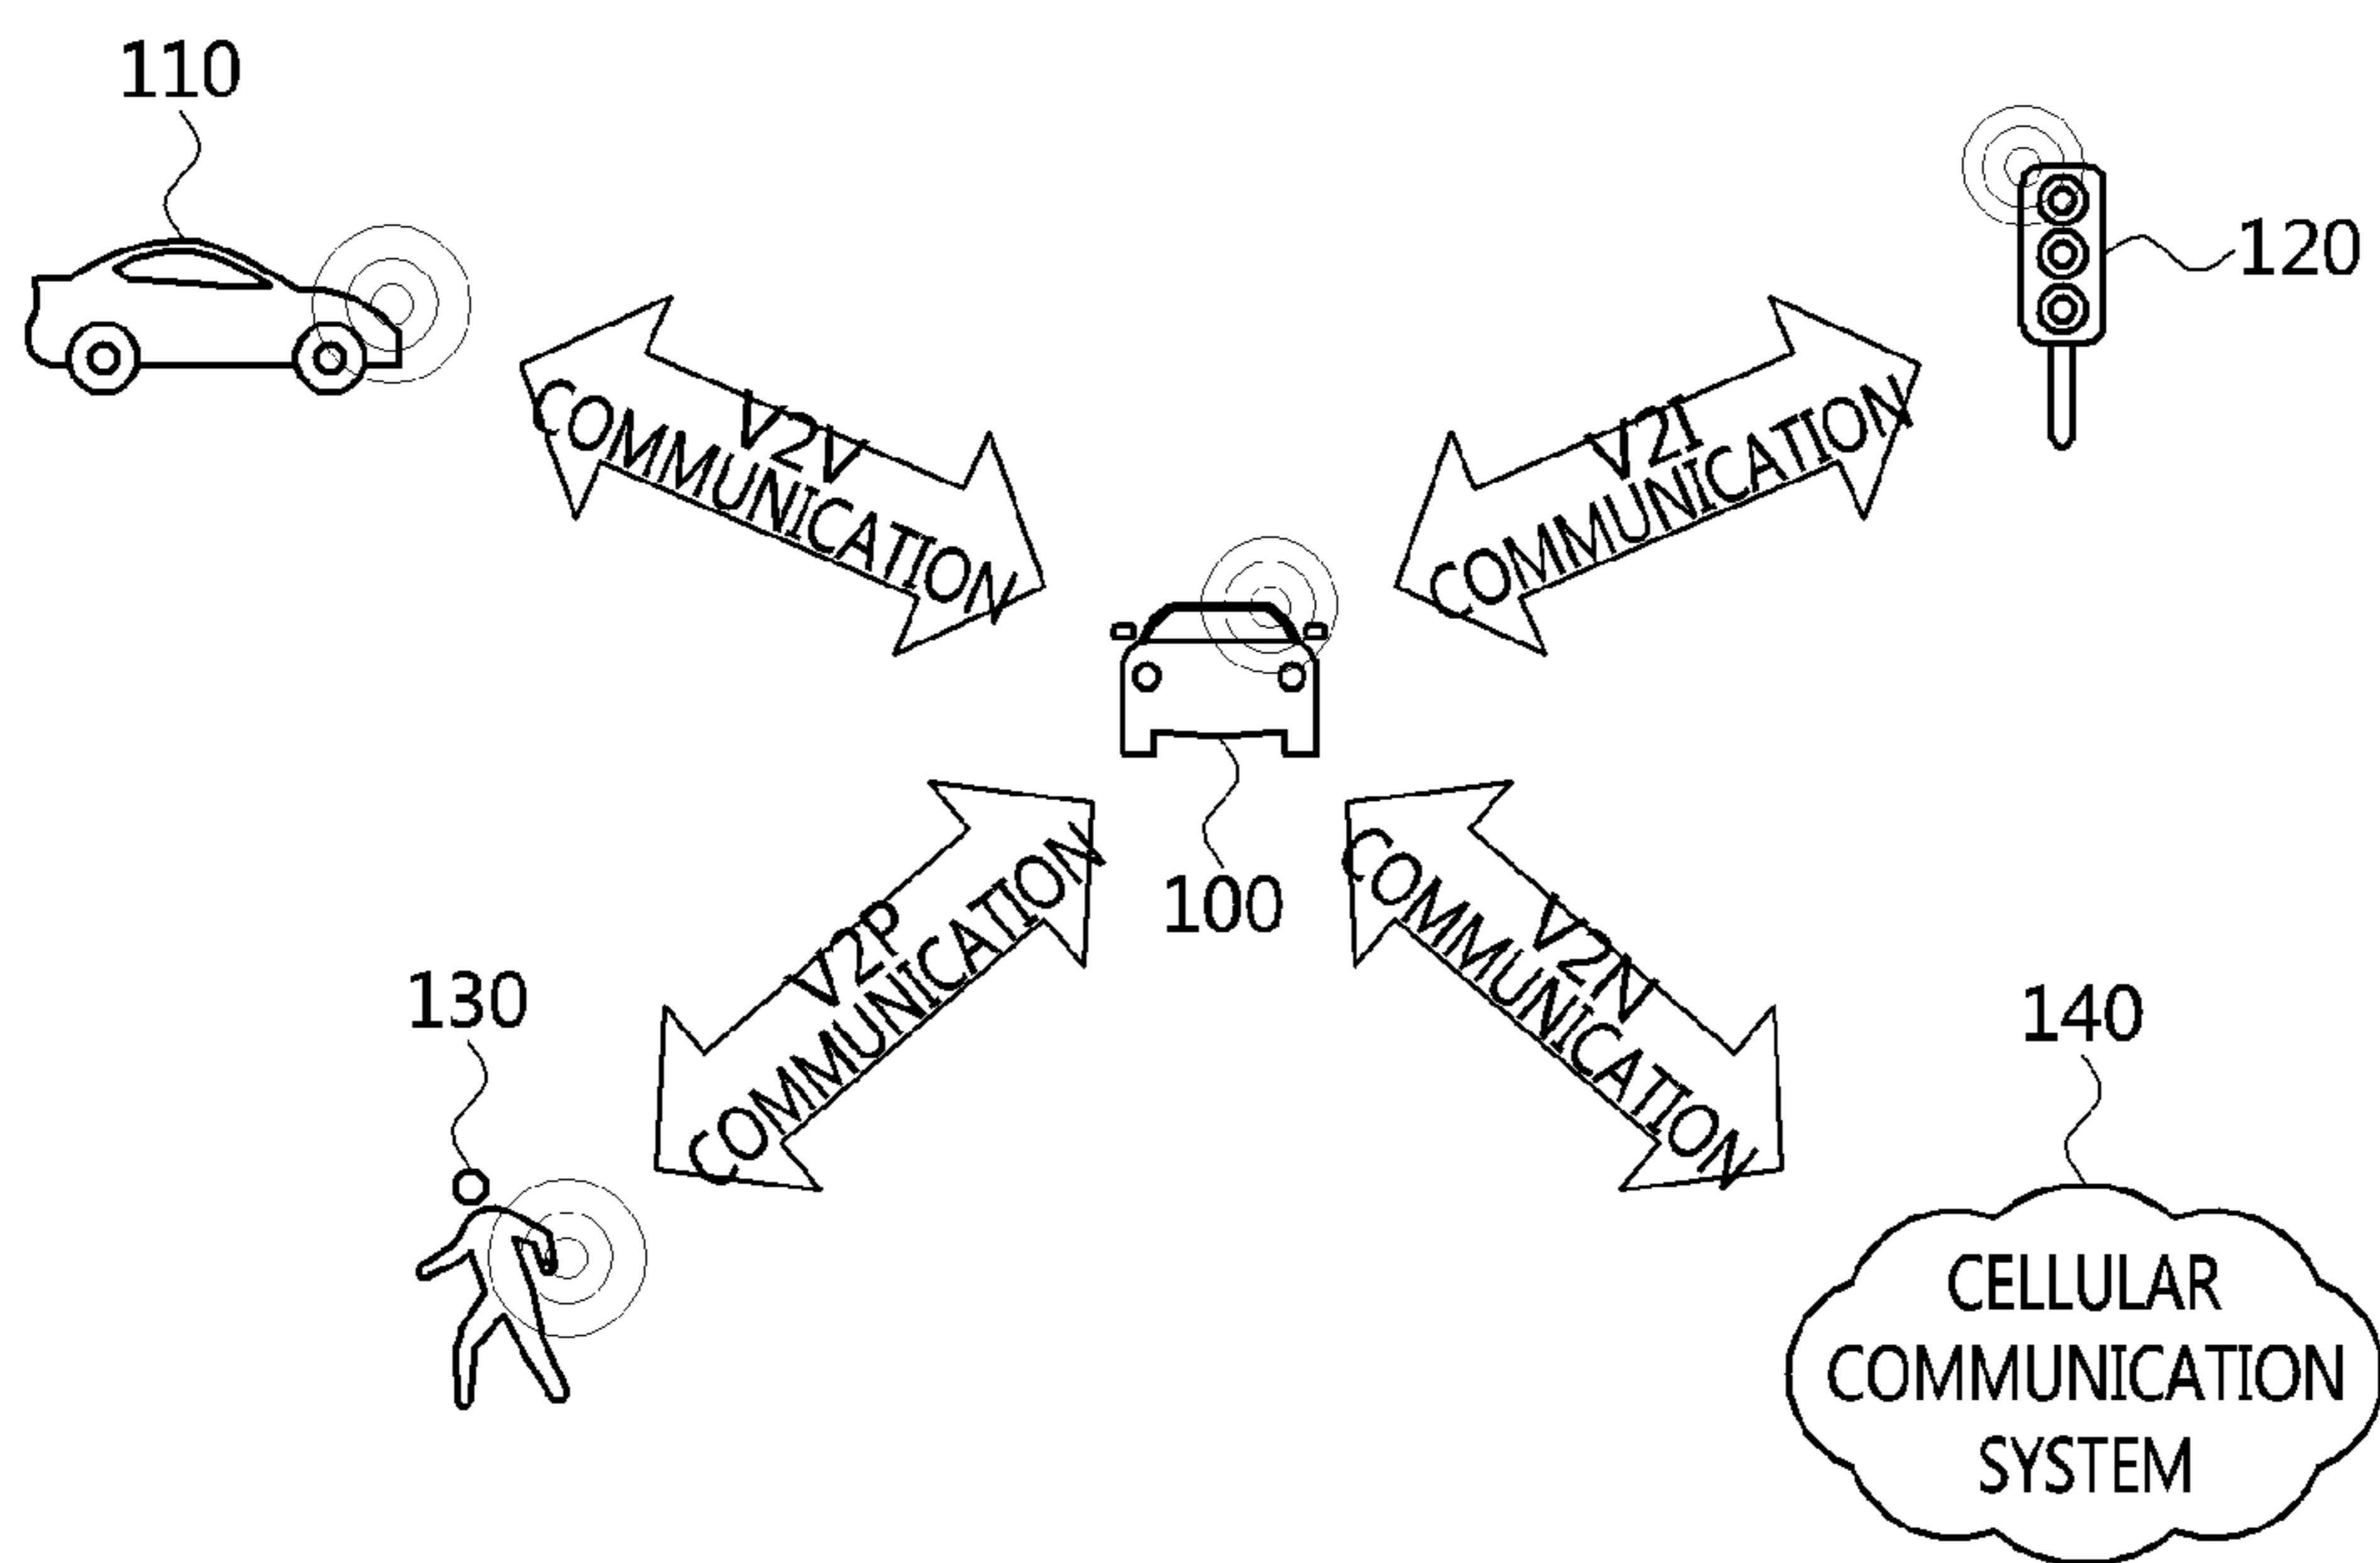 110
120
V2V
COMMUNICATION
V2I
COMMUNICATION
100
V2P
COMMUNICATION
V2N
COMMUNICATION
130
140
CELLULAR
COMMUNICATION
SYSTEM